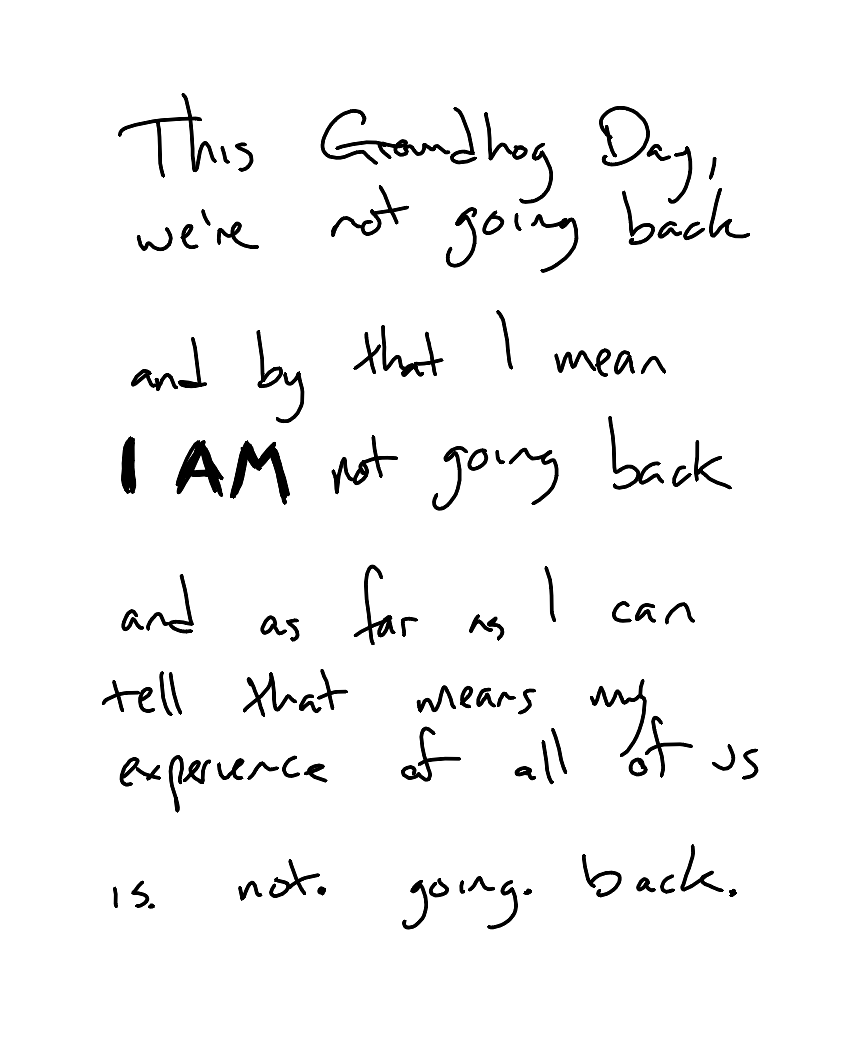 This Groundhog Day,
we're not going back
and by that I mean
I AM not going back
and as far as I can
tell that means my
experience of all of us
is. not. going. back.